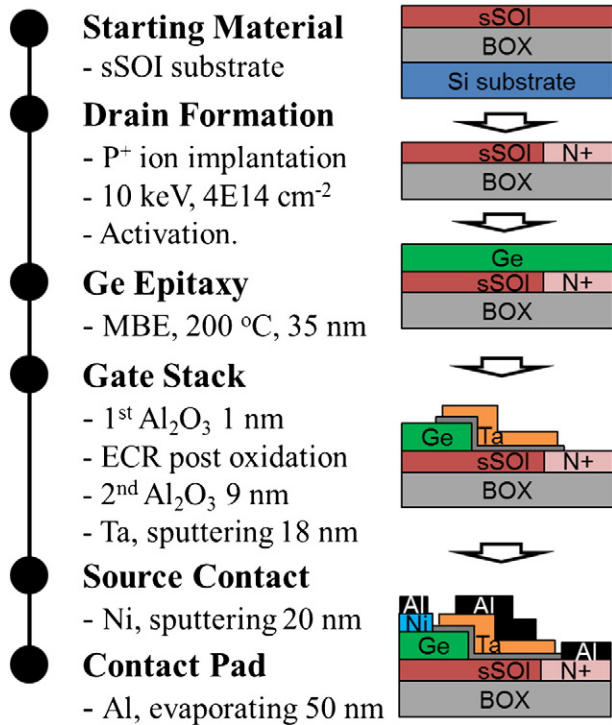 Starting Material
- sSOI substrate
Drain Formation
- P⁺ ion implantation
- 10 keV, 4E14 cm⁻²
- Activation.
Ge Epitaxy
- MBE, 200 °C, 35 nm
Gate Stack
- 1ˢᵗ Al₂O₃ 1 nm
- ECR post oxidation
- 2ⁿᵈ Al₂O₃ 9 nm
- Ta, sputtering 18 nm
Source Contact
- Ni, sputtering 20 nm
Contact Pad
- Al, evaporating 50 nm
sSOI
BOX
Si substrate
sSOI N+
BOX
Ge
sSOI N+
BOX
Ge Ta
sSOI N+
BOX
Al Al
Ni
Ge Ta Al
sSOI N+
BOX